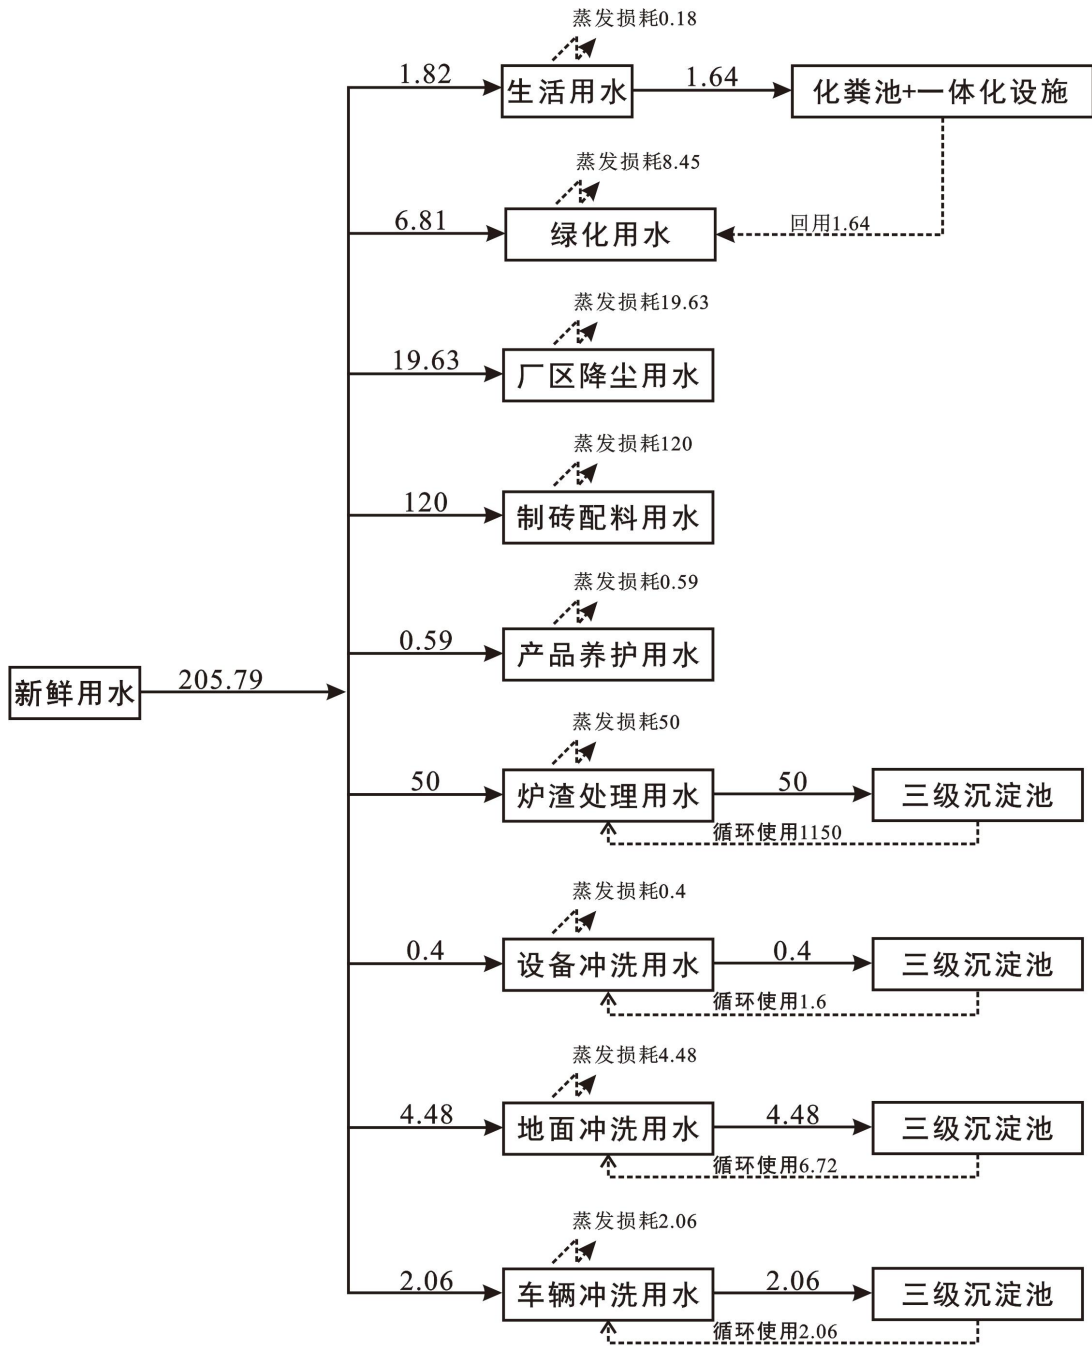 蒸发损耗0.18
1.82
生活用水
1.64
化粪池+一体化设施
蒸发损耗8.45
6.81
绿化用水
回用1.64
蒸发损耗19.63
19.63
厂区降尘用水
蒸发损耗120
120
制砖配料用水
蒸发损耗0.59
0.59
产品养护用水
新鲜用水
205.79
蒸发损耗50
50
炉渣处理用水
50
三级沉淀池
循环使用1150
蒸发损耗0.4
0.4
设备冲洗用水
0.4
三级沉淀池
循环使用1.6
蒸发损耗4.48
4.48
地面冲洗用水
4.48
三级沉淀池
循环使用6.72
蒸发损耗2.06
2.06
车辆冲洗用水
2.06
三级沉淀池
循环使用2.06